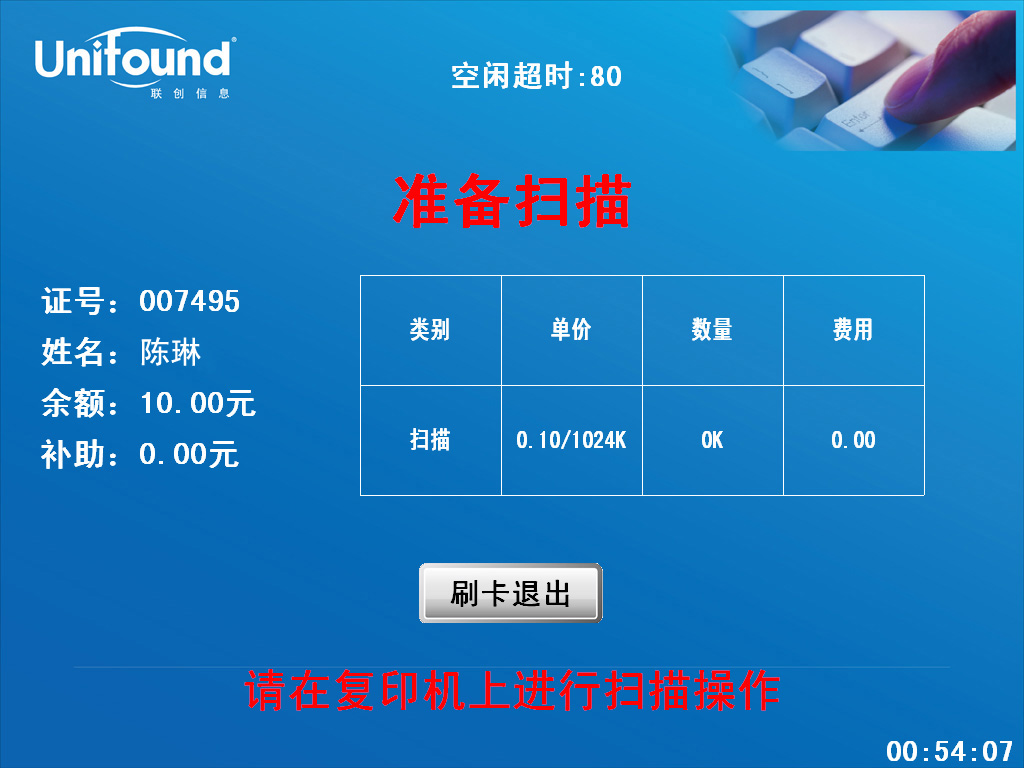 Unifound®
联创信息
空闲超时:80
Enter
准备扫描
证号：007495
姓名：陈琳
余额：10.00元
补助：0.00元
类别 单价 数量 费用
扫描 0.10/1024K 0K 0.00
刷卡退出
请在复印机上进行扫描操作
00:54:07